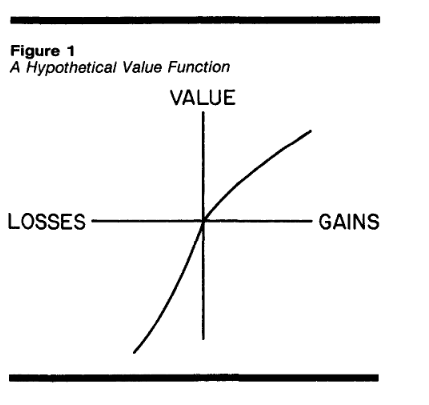 Figure 1
A Hypothetical Value Function
VALUE
LOSSES
GAINS